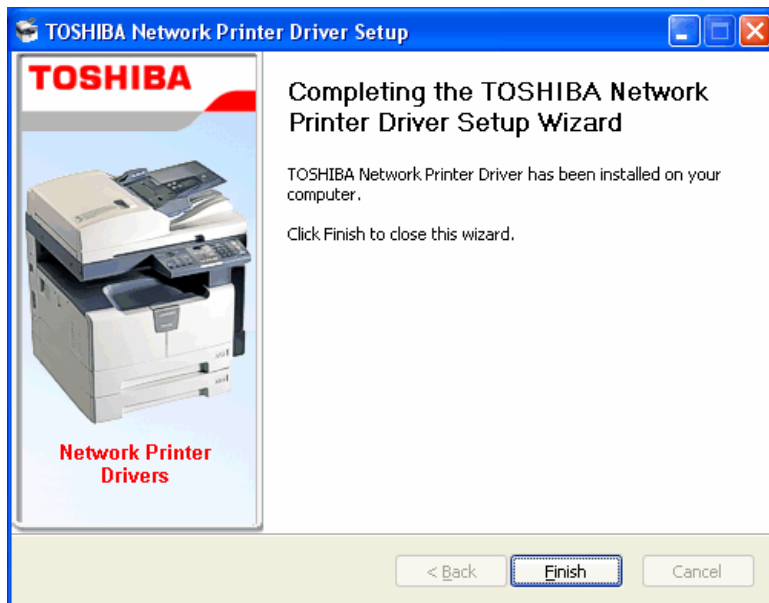 TOSHIBA Network Printer Driver Setup
TOSHIBA
Completing the TOSHIBA Network
Printer Driver Setup Wizard
TOSHIBA Network Printer Driver has been installed on your
computer.
Click Finish to close this wizard.
Network Printer
Drivers
< Back
Finish
Cancel